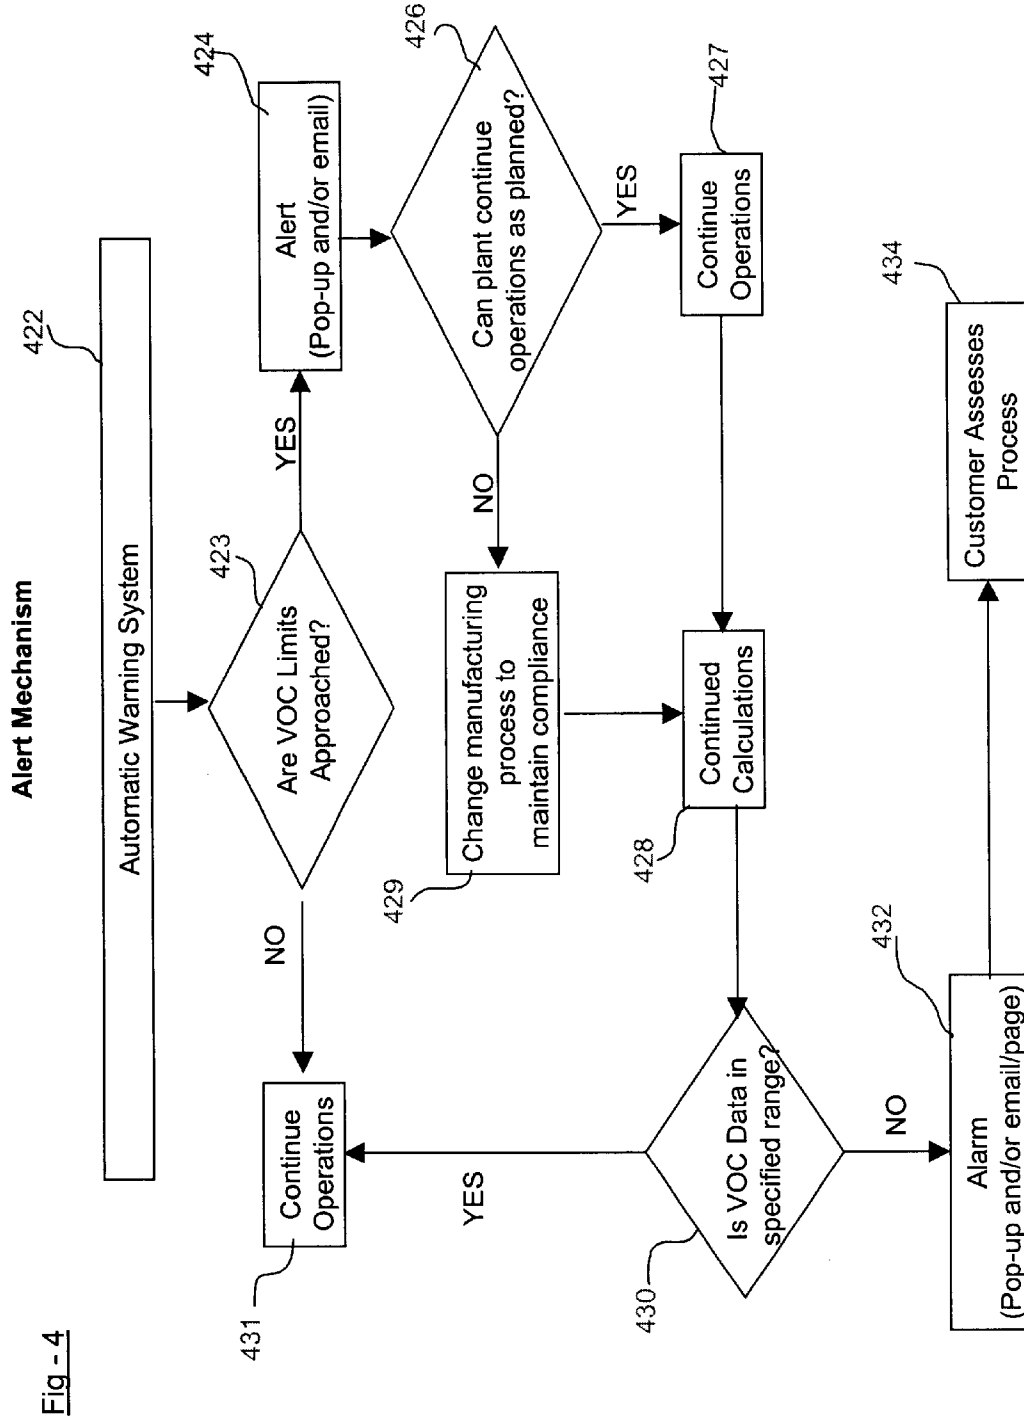 Fig - 4
Alert Mechanism
422
Automatic Warning System
423
Are VOC Limits
Approached?
NO
YES
431
Continue
Operations
424
Alert
(Pop-up and/or email)
426
Can plant continue
operations as planned?
NO
YES
429
Change manufacturing
process to
maintain compliance
427
Continue
Operations
428
Continued
Calculations
430
Is VOC Data in
specified range?
YES
NO
432
Alarm
(Pop-up and/or email/page)
434
Customer Assesses
Process